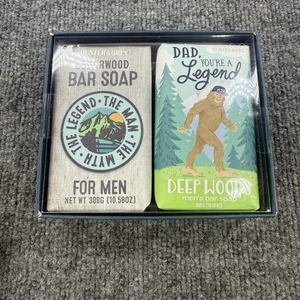 BAR SOAP
THE LEGEND • THE MAN • THE MYTH •
FOR MEN
NET WT 300G (10.58OZ)
DAD,
YOU'RE A
Legend
DEEP WOODS
men's bar soap